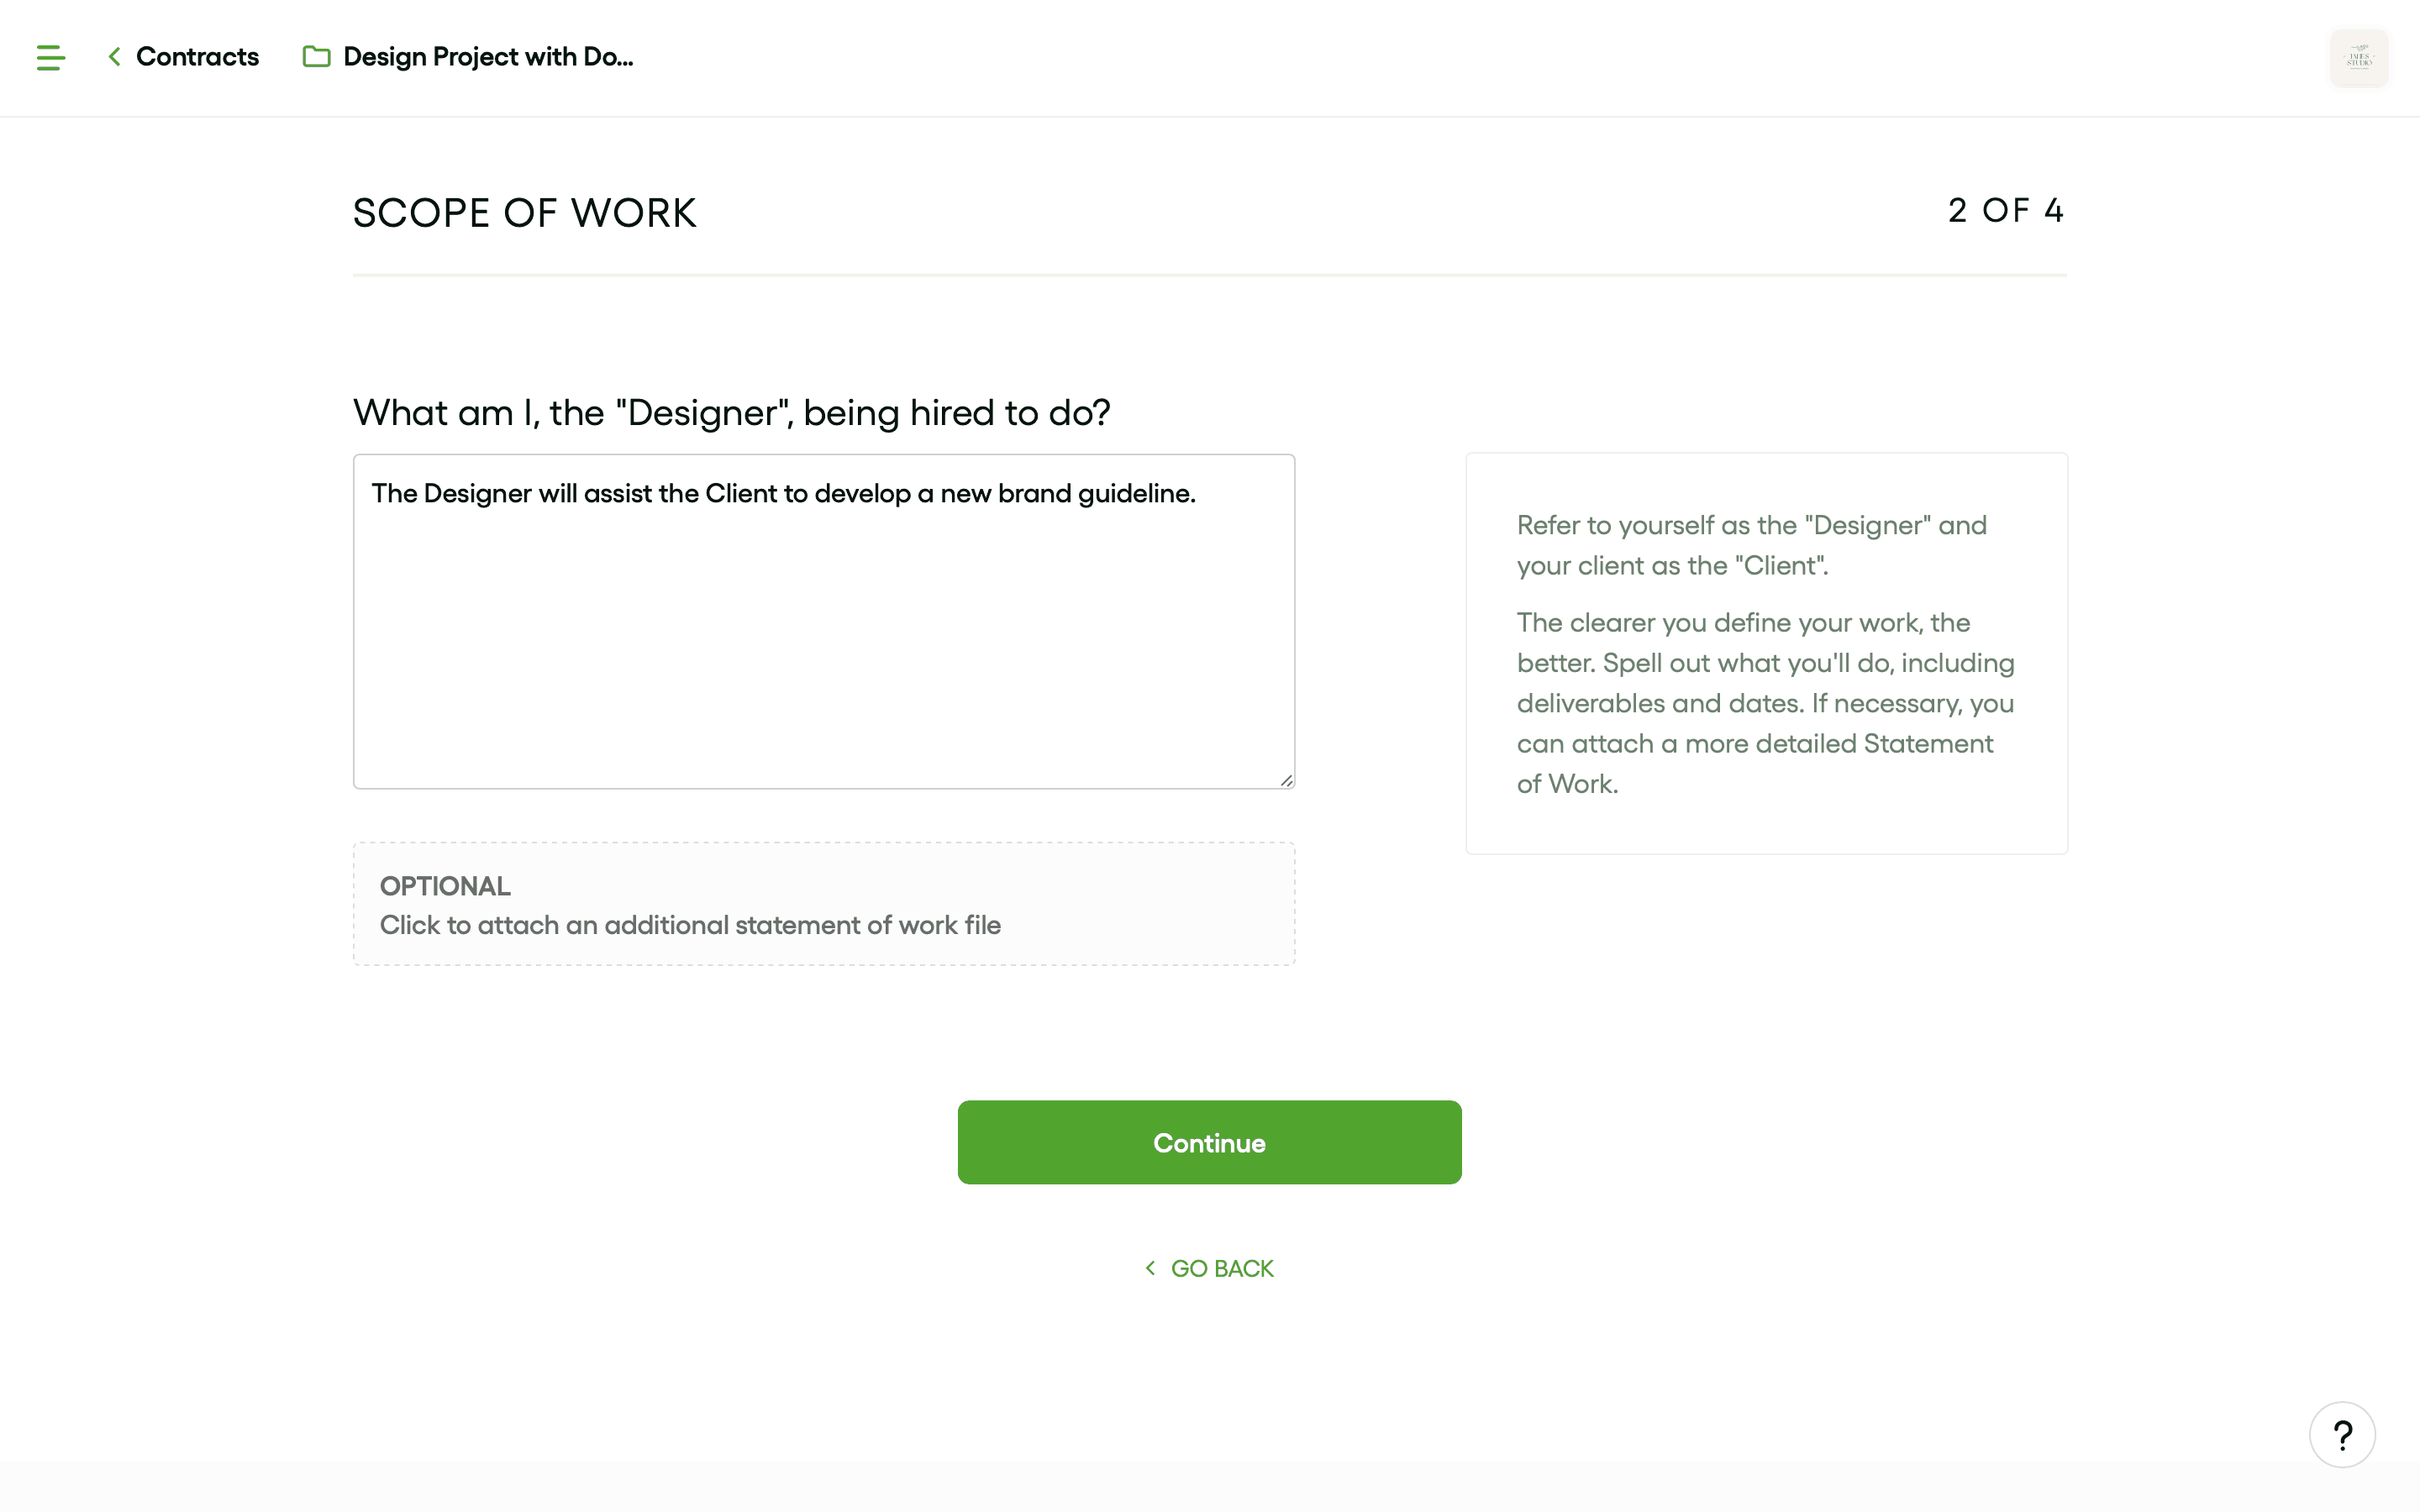 Contracts
Design Project with Do...
JAMES
STUDIO
SCOPE OF WORK
2 OF 4
What am I, the "Designer", being hired to do?
The Designer will assist the Client to develop a new brand guideline.
Refer to yourself as the "Designer" and
your client as the "Client".
The clearer you define your work, the
better. Spell out what you'll do, including
deliverables and dates. If necessary, you
can attach a more detailed Statement
of Work.
OPTIONAL
Click to attach an additional statement of work file
Continue
GO BACK
?